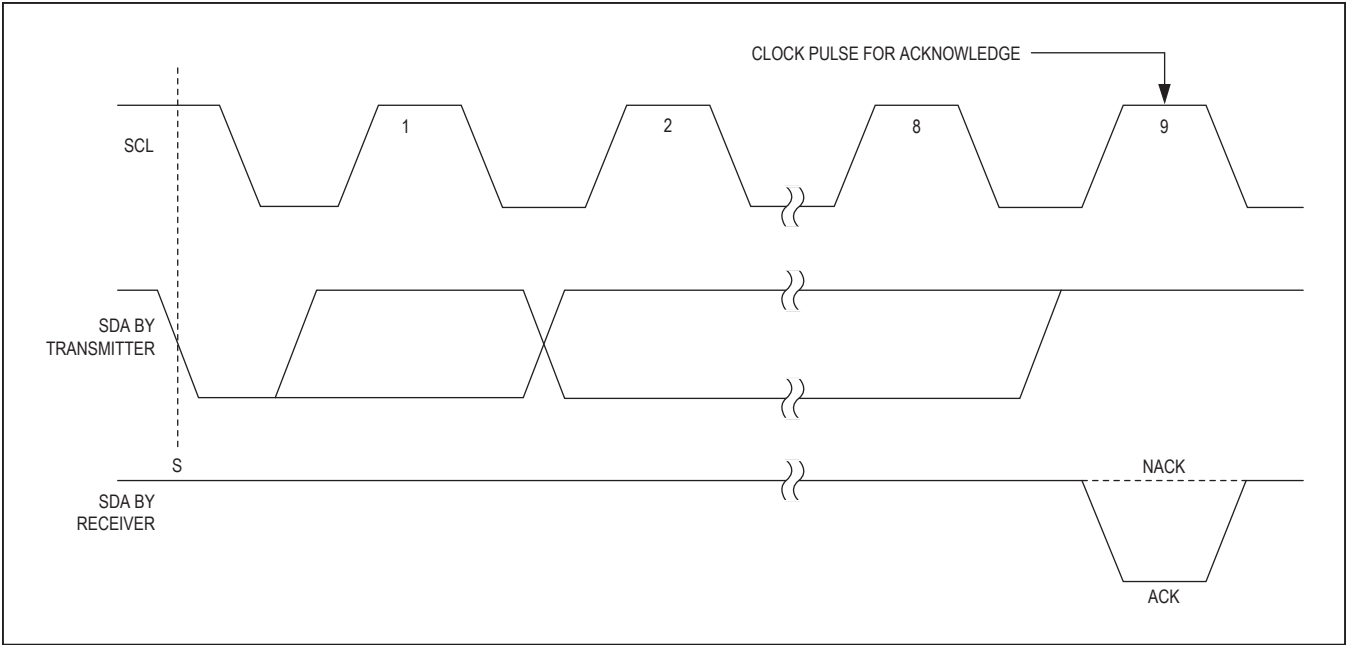 CLOCK PULSE FOR ACKNOWLEDGE
SCL
1
2
8
9
SDA BY
TRANSMITTER
S
SDA BY
RECEIVER
NACK
ACK